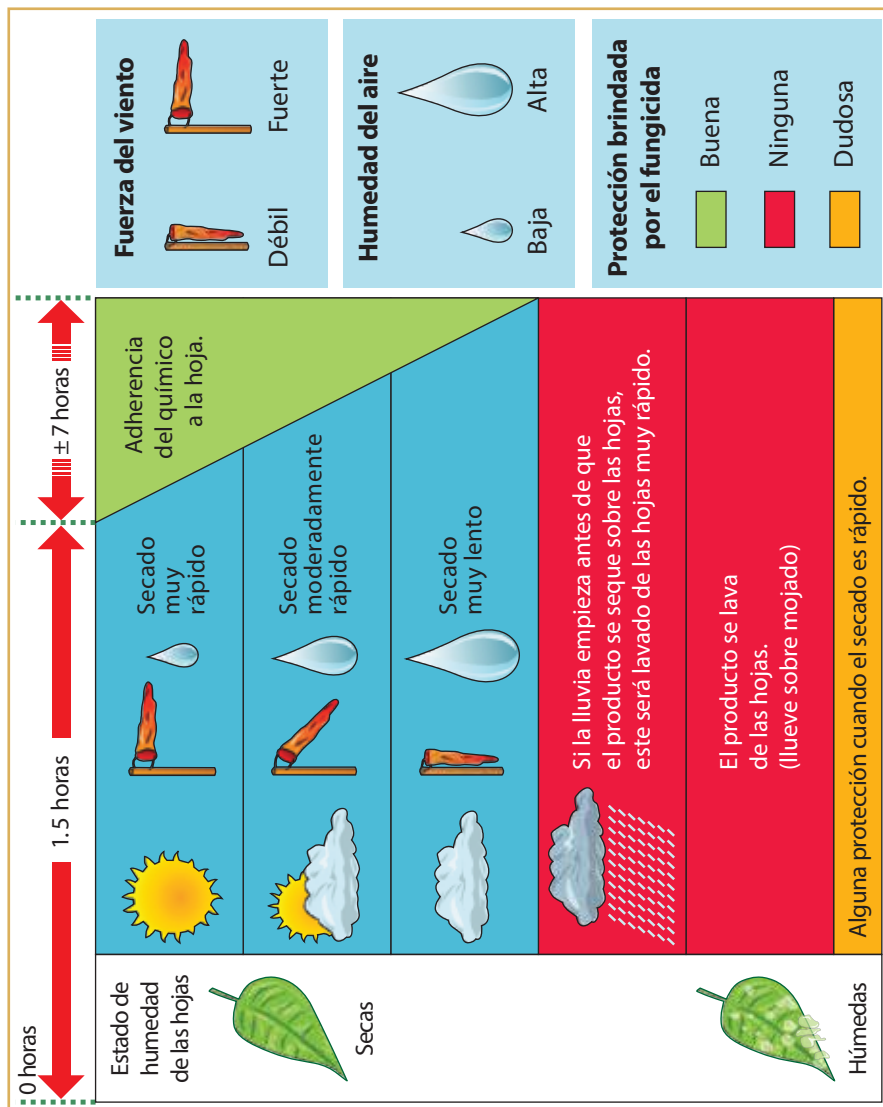 0 horas
1.5 horas
± 7 horas
Estado de
humedad
de las hojas
Secas
Húmedas
Secado
muy
rápido
Secado
moderadamente
rápido
Secado
muy lento
Adherencia
del químico
a la hoja.
Si la lluvia empieza antes de que
el producto se seque sobre las hojas,
este será lavado de las hojas muy rápido.
El producto se lava
de las hojas.
(llueve sobre mojado)
Alguna protección cuando el secado es rápido.
Fuerza del viento
Débil
Fuerte
Humedad del aire
Baja
Alta
Protección brindada
por el fungicida
Buena
Ninguna
Dudosa